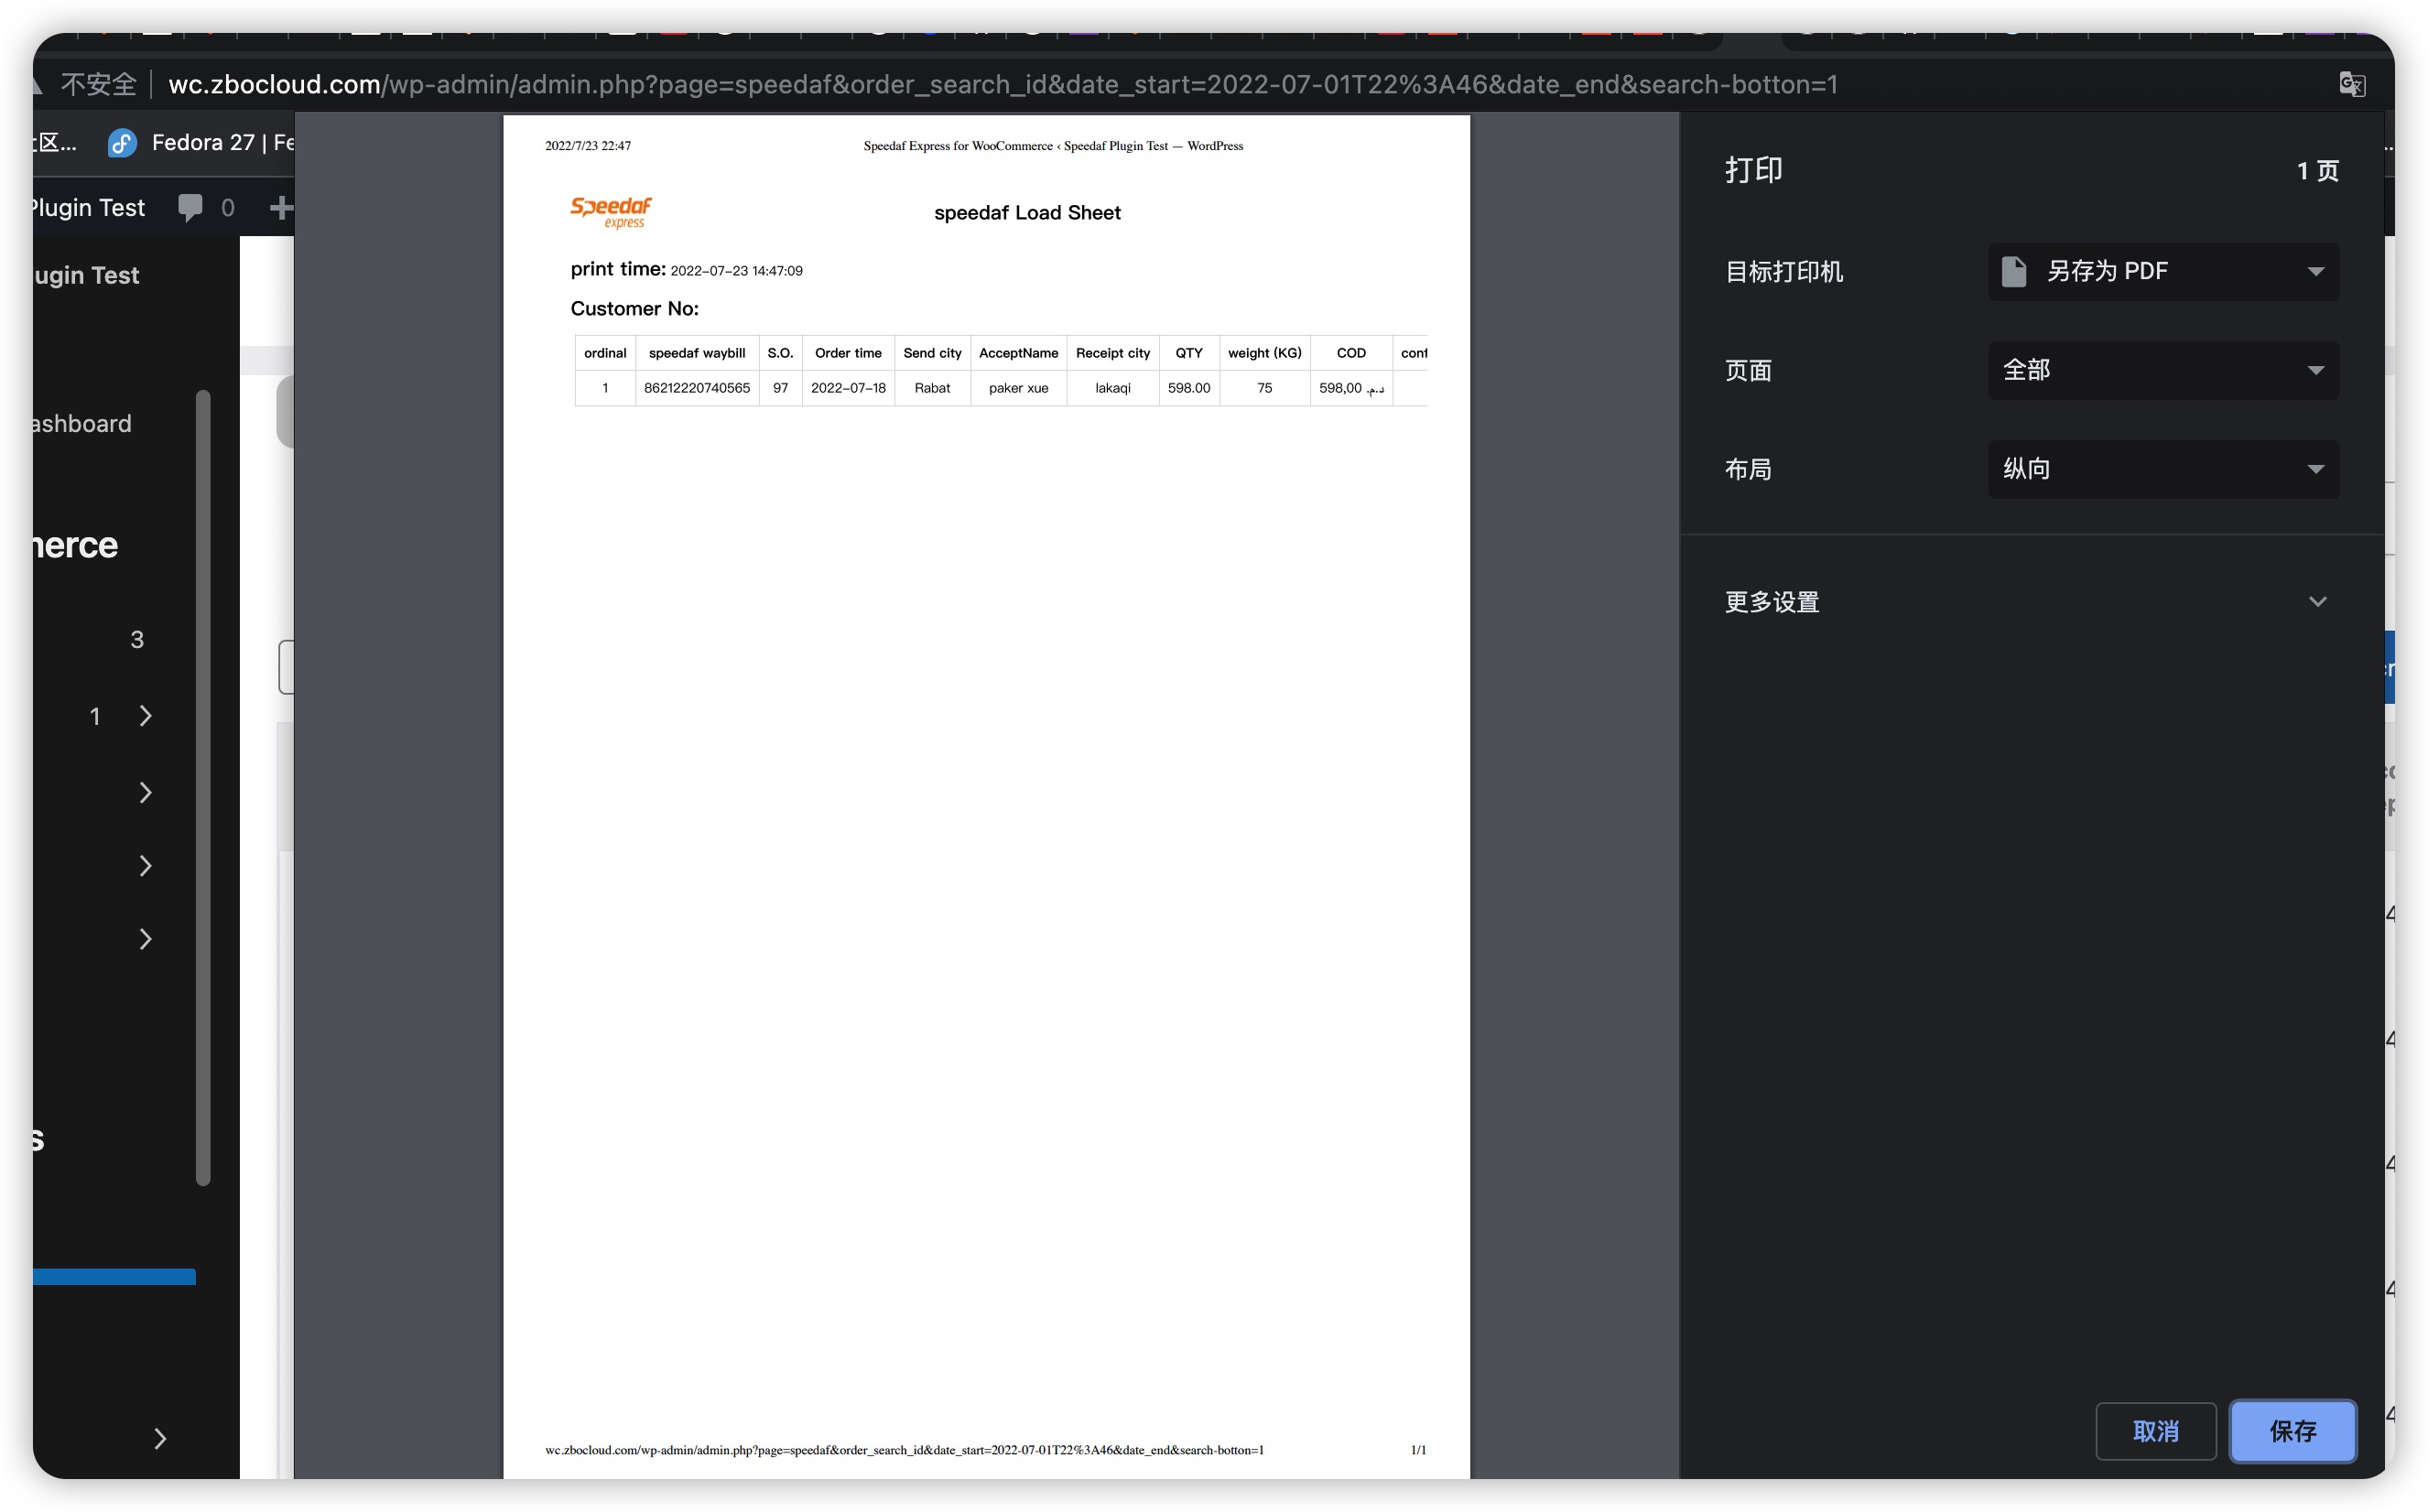 不安全 wc.zbocloud.com/wp-admin/admin.php?page=speedaf&order_search_id&date_start=2022-07-01T22%3A46&date_end&search-botton=1
区... Fedora 27 | Fe
Plugin Test 0
ugin Test
ashboard
merce
3
1
s
2022/7/23 22:47 Speedaf Express for WooCommerce ‹ Speedaf Plugin Test — WordPress
Speedaf
express
speedaf Load Sheet
print time: 2022-07-23 14:47:09
Customer No:
ordinal speedaf waybill S.O. Order time Send city AcceptName Receipt city QTY weight (KG) COD conf
1 86212220740565 97 2022-07-18 Rabat paker xue lakaqi 598.00 75 598,00 د.م.
wc.zbocloud.com/wp-admin/admin.php?page=speedaf&order_search_id&date_start=2022-07-01T22%3A46&date_end&search-botton=1 1/1
打印 1 页
目标打印机 另存为 PDF
页面 全部
布局 纵向
更多设置
取消 保存